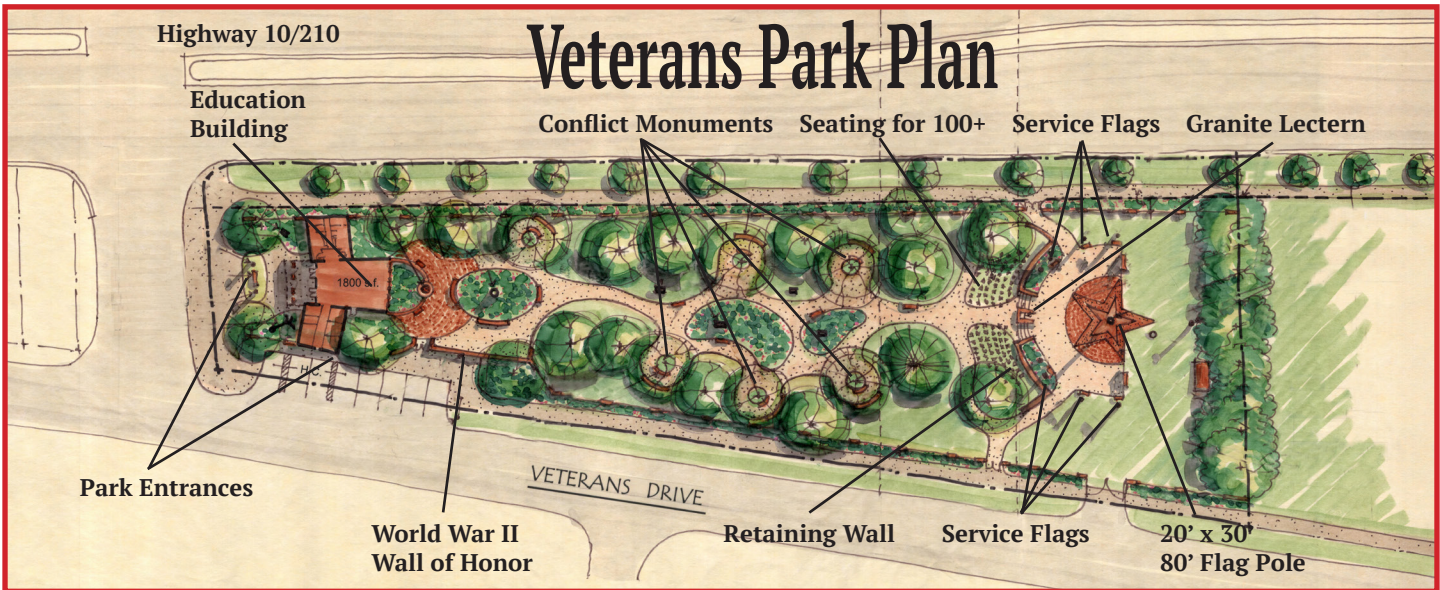 Highway 10/210
Veterans Park Plan
Education
Building
Conflict Monuments
Seating for 100+
Service Flags
Granite Lectern
1800 s.f.
H.C.
Park Entrances
VETERANS DRIVE
World War II
Wall of Honor
Retaining Wall
Service Flags
20’ x 30’
80’ Flag Pole